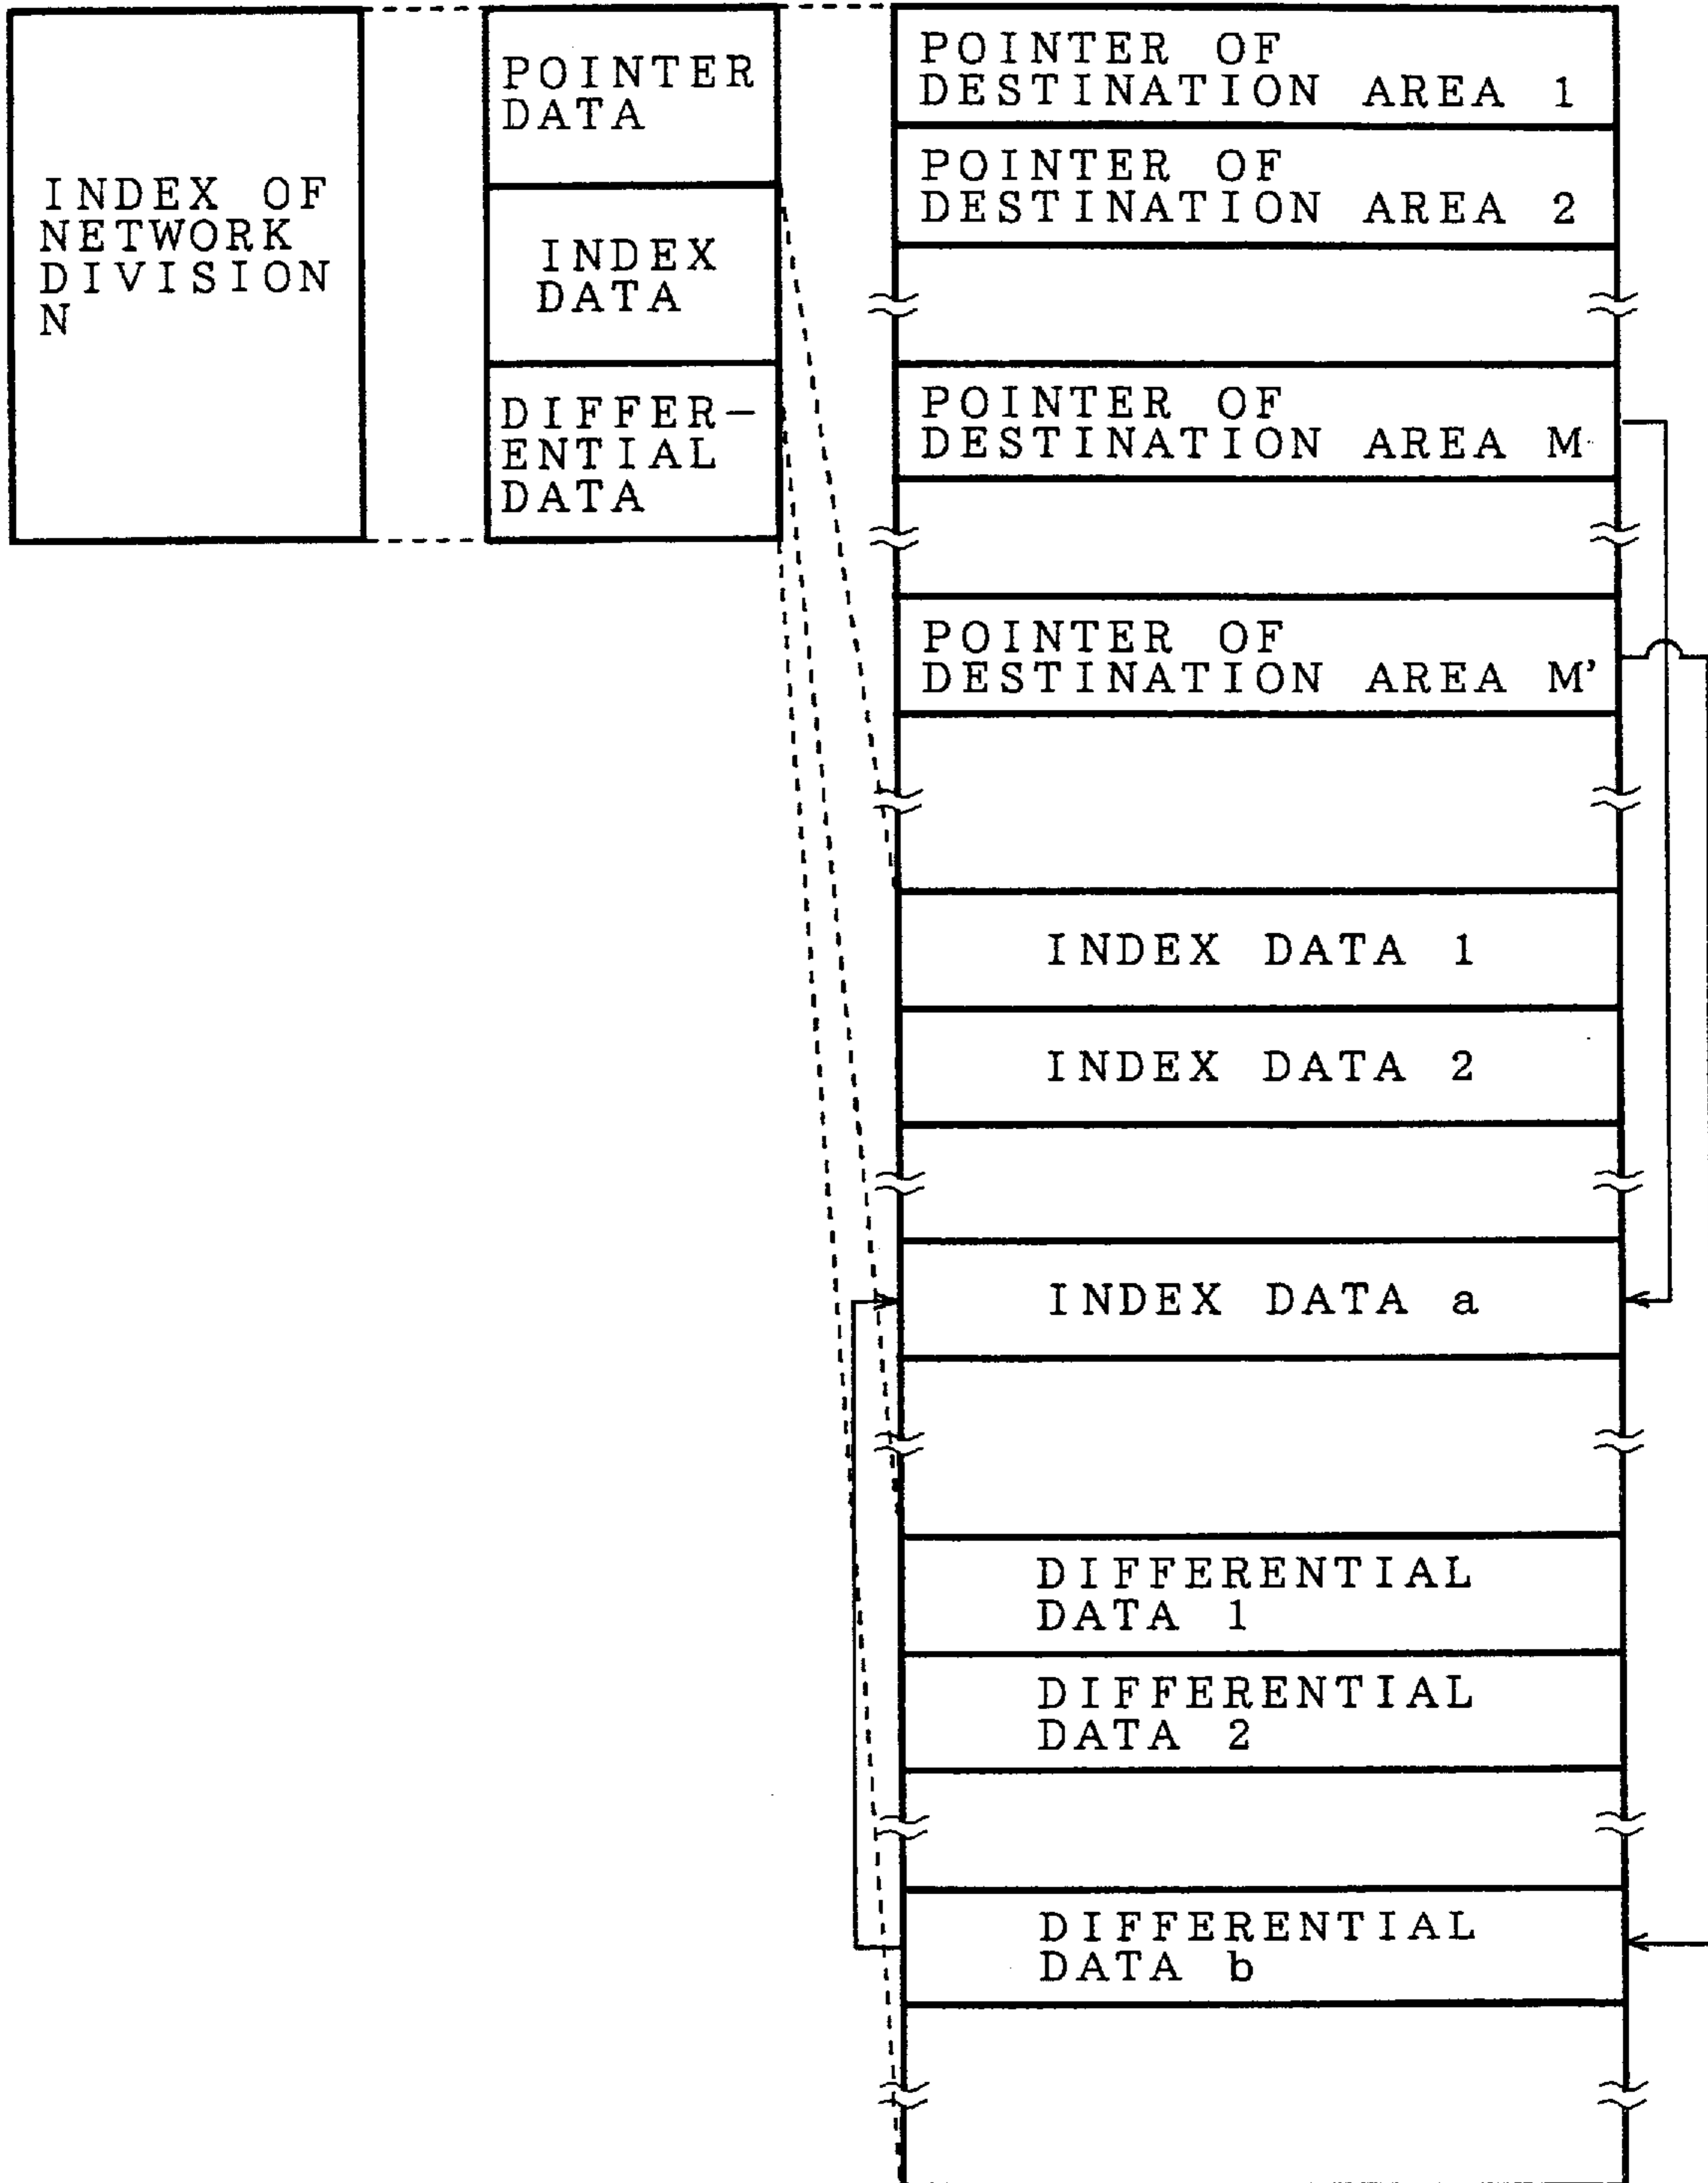 INDEX OF
NETWORK
DIVISION
N
POINTER
DATA
INDEX
DATA
DIFFER-
ENTIAL
DATA
POINTER OF
DESTINATION AREA 1
POINTER OF
DESTINATION AREA 2
POINTER OF
DESTINATION AREA M
POINTER OF
DESTINATION AREA M'
INDEX DATA 1
INDEX DATA 2
INDEX DATA a
DIFFERENTIAL
DATA 1
DIFFERENTIAL
DATA 2
DIFFERENTIAL
DATA b